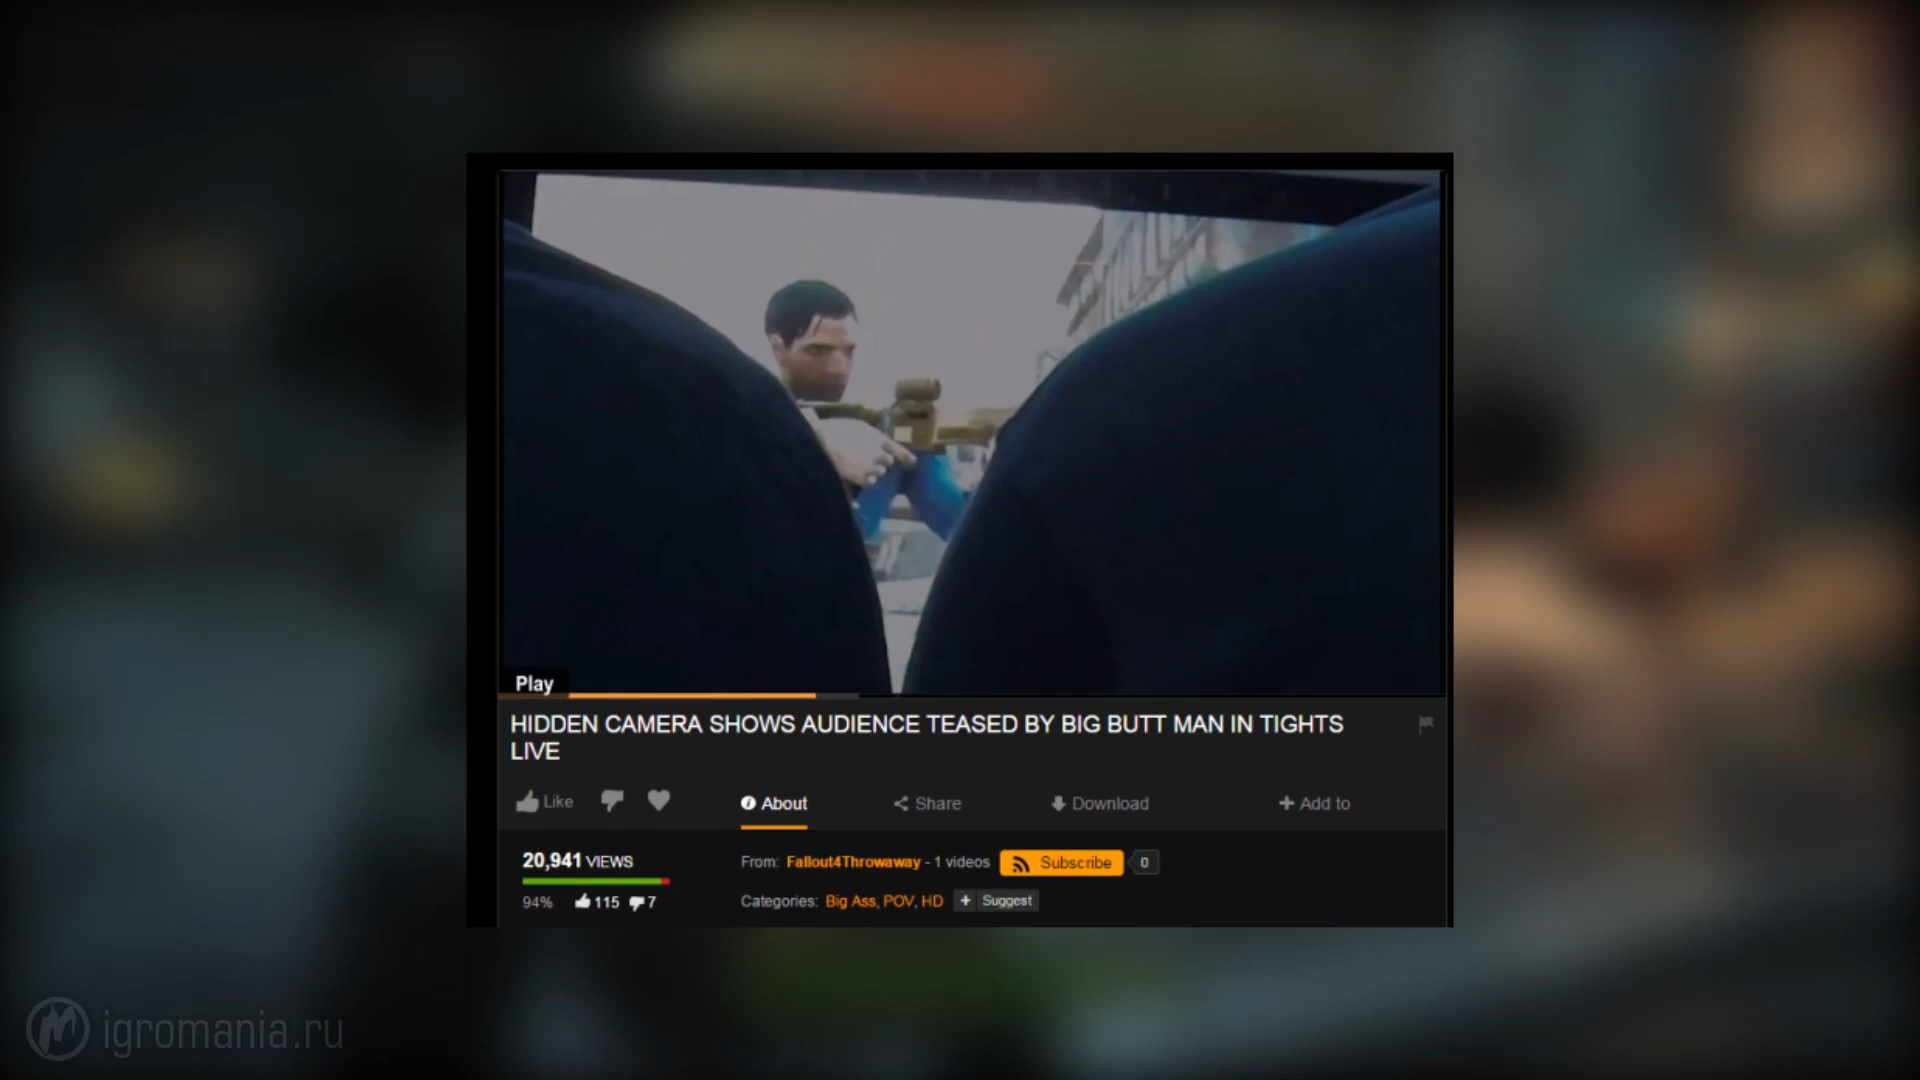 Play
HIDDEN CAMERA SHOWS AUDIENCE TEASED BY BIG BUTT MAN IN TIGHTS
LIVE
Like About Share Download + Add to
20,941 VIEWS From: Fallout4Throwaway - 1 videos Subscribe 0
94% 115 7 Categories: Big Ass, POV, HD + Suggest
igromania.ru